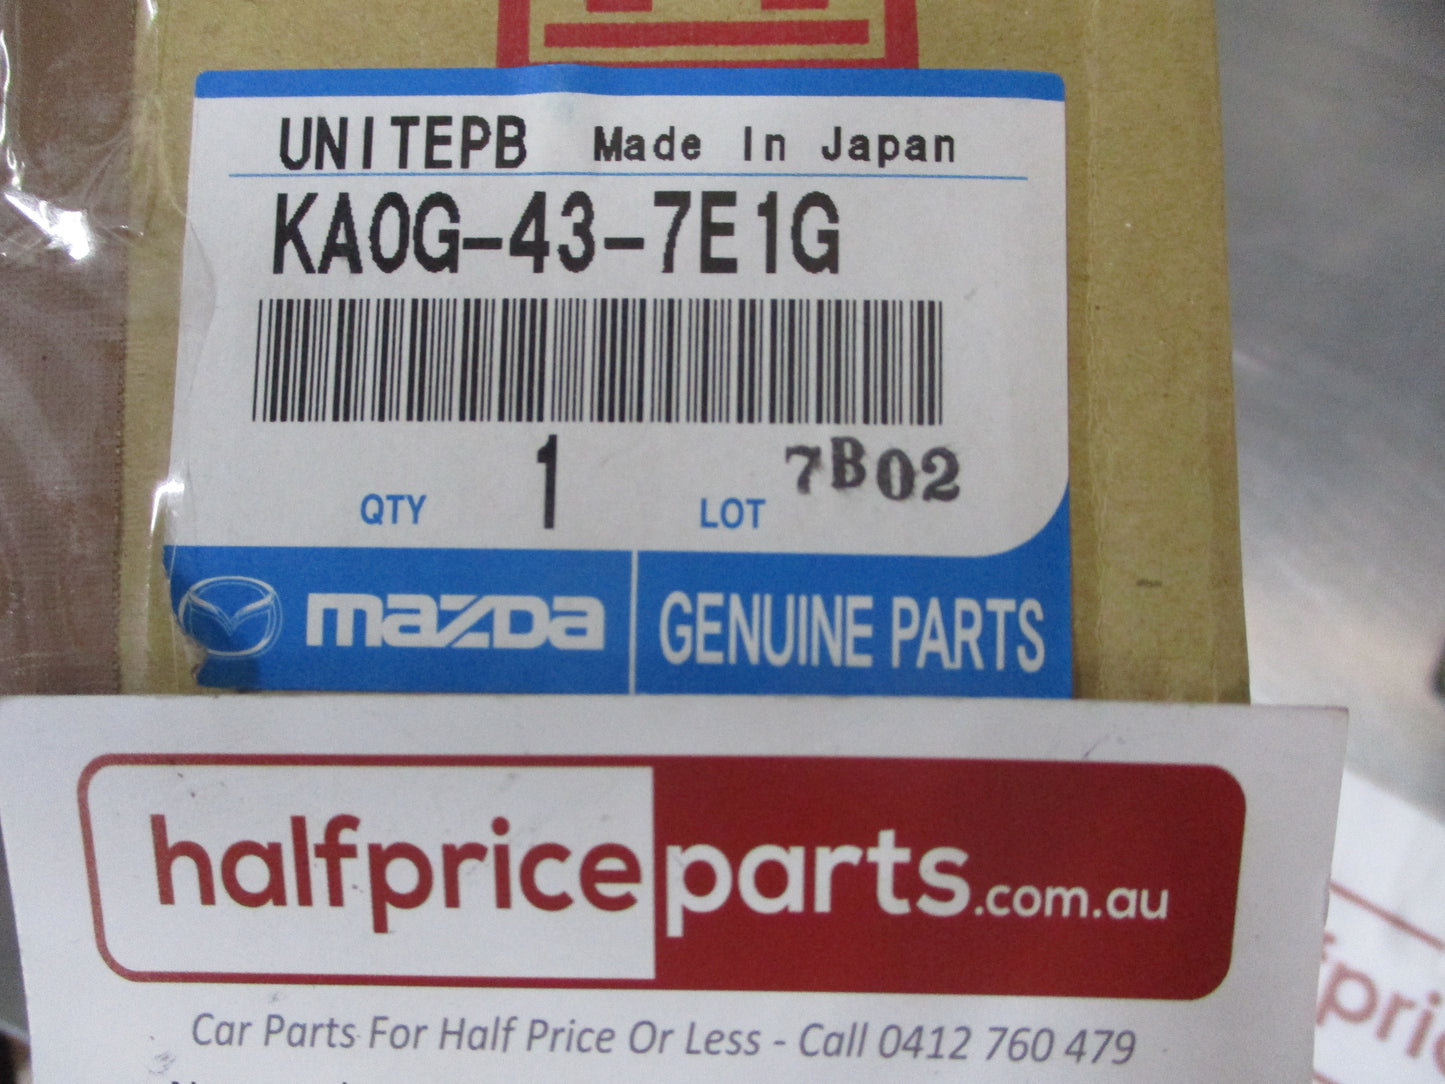 UNITEPB Made In Japan
KA0G-43-7E1G
QTY 1 LOT 7B02
mazda GENUINE PARTS
halfpriceparts.com.au
Car Parts For Half Price Or Less - Call 0412 760 479
fpric